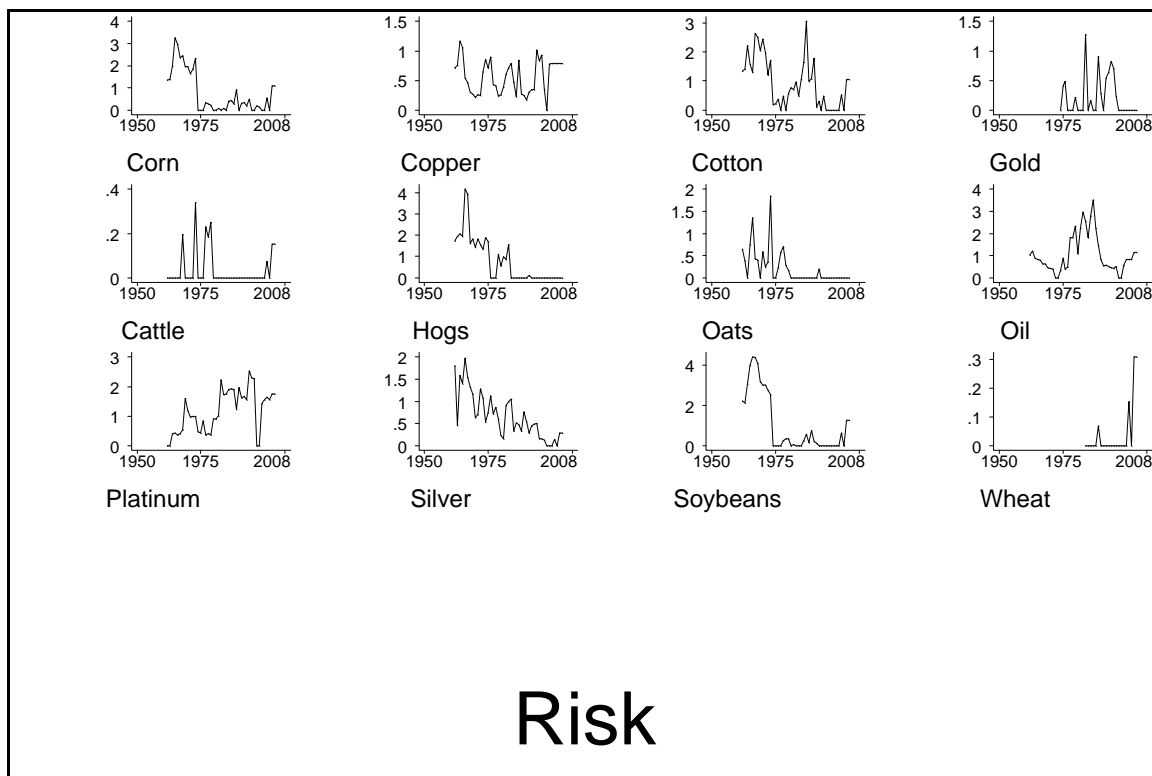 4 3 2 1 0
1950 1975 2008
Corn
1.5 1 .5 0
1950 1975 2008
Copper
3 2 1 0
1950 1975 2008
Cotton
1.5 1 .5 0
1950 1975 2008
Gold
.4 .2 0
1950 1975 2008
Cattle
4 3 2 1 0
1950 1975 2008
Hogs
2 1.5 1 .5 0
1950 1975 2008
Oats
4 3 2 1 0
1950 1975 2008
Oil
3 2 1 0
1950 1975 2008
Platinum
2 1.5 1 .5 0
1950 1975 2008
Silver
4 2 0
1950 1975 2008
Soybeans
.3 .2 .1 0
1950 1975 2008
Wheat
Risk